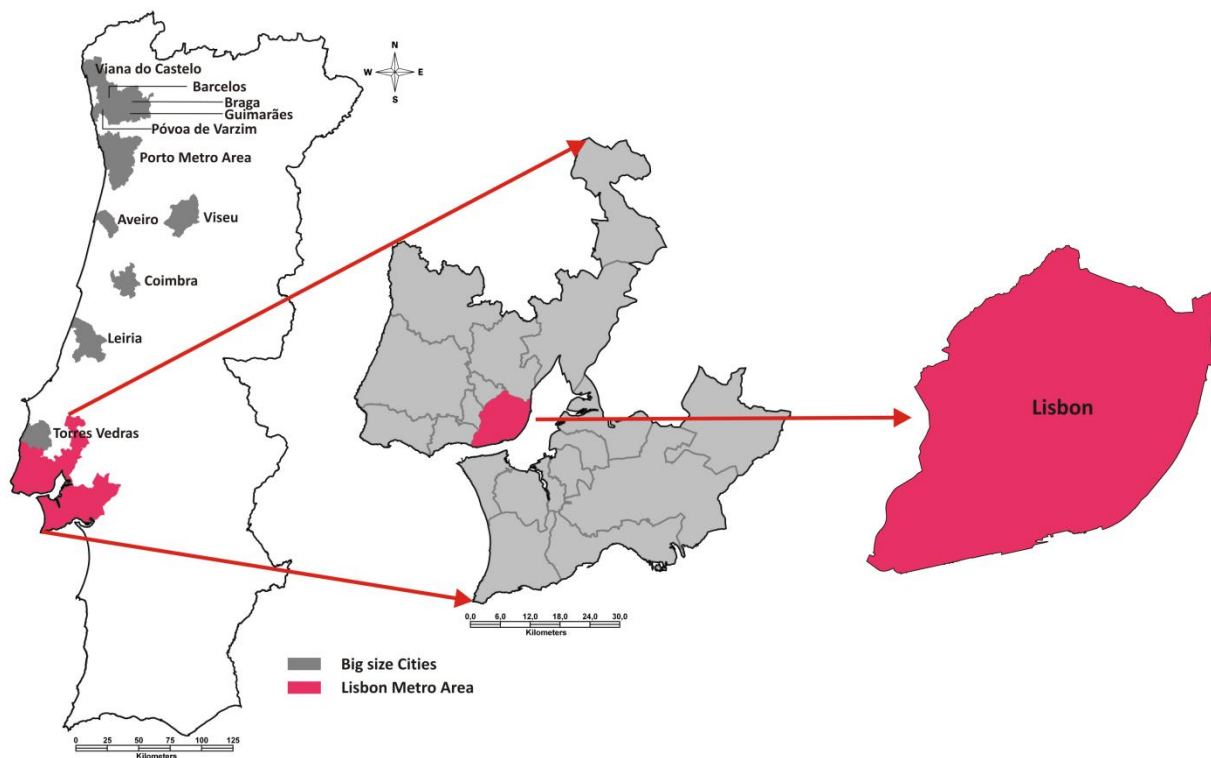 N
W E
S
Viana do Castelo
Barcelos
Braga
Guimarães
Póvoa de Varzim
Porto Metro Area
Aveiro
Viseu
Coimbra
Leiria
Torres Vedras
Lisbon
0,0 6,0 12,0 18,0 24,0 30,0
Kilometers
Big size Cities
Lisbon Metro Area
0 25 50 75 100 125
Kilometers